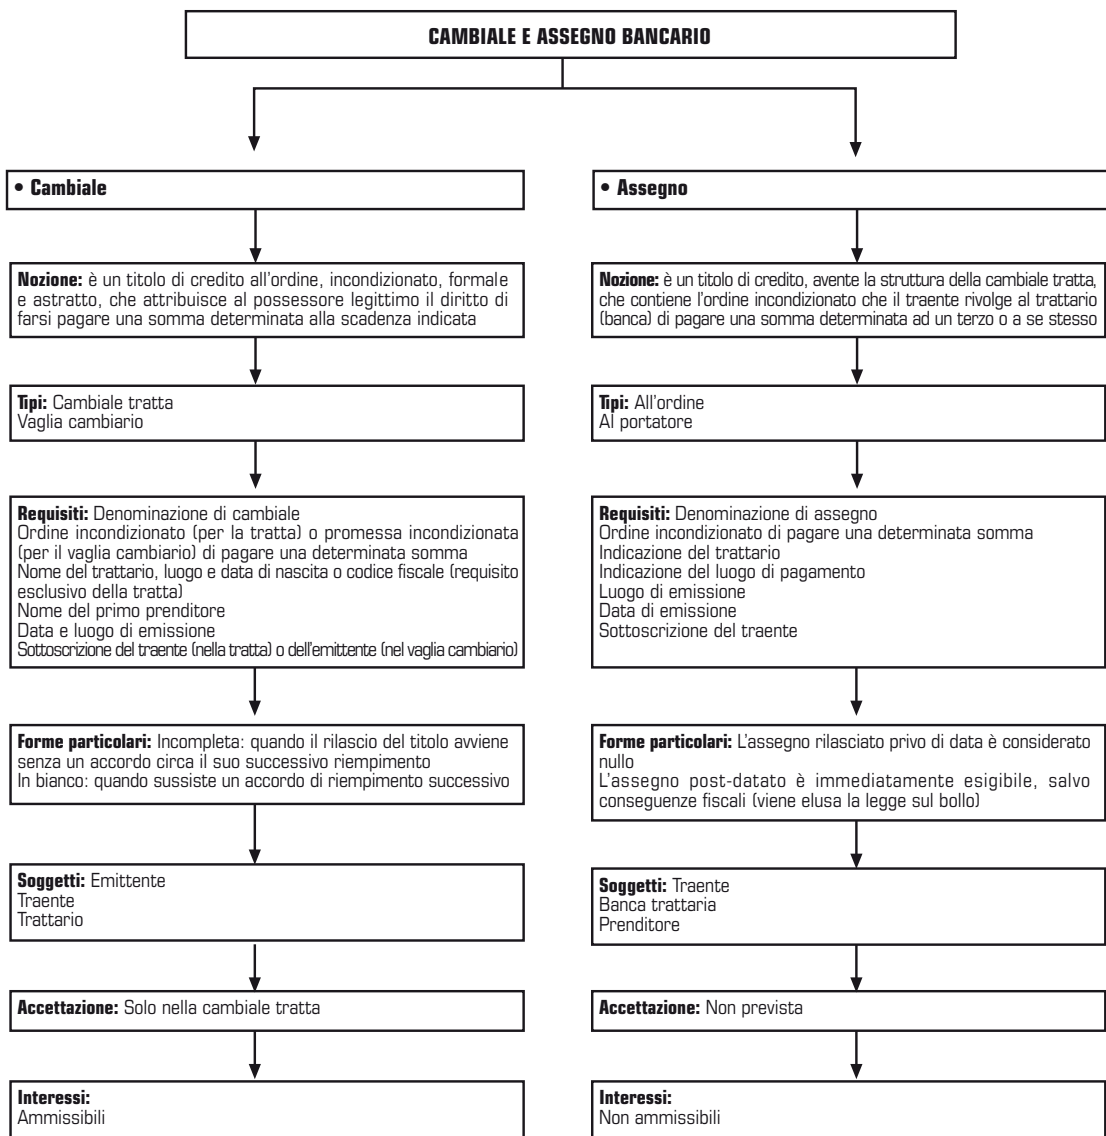 CAMBIALE E ASSEGNO BANCARIO
• Cambiale
Nozione: è un titolo di credito all'ordine, incondizionato, formale
e astratto, che attribuisce al possessore legittimo il diritto di
farsi pagare una somma determinata alla scadenza indicata
Tipi: Cambiale tratta
Vaglia cambiario
Requisiti: Denominazione di cambiale
Ordine incondizionato (per la tratta) o promessa incondizionata
(per il vaglia cambiario) di pagare una determinata somma
Nome del trattario, luogo e data di nascita o codice fiscale (requisito
esclusivo della tratta)
Nome del primo prenditore
Data e luogo di emissione
Sottoscrizione del traente (nella tratta) o dell'emittente (nel vaglia cambiario)
Forme particolari: Incompleta: quando il rilascio del titolo avviene
senza un accordo circa il suo successivo riempimento
In bianco: quando sussiste un accordo di riempimento successivo
Soggetti: Emittente
Traente
Trattario
Accettazione: Solo nella cambiale tratta
Interessi:
Ammissibili
• Assegno
Nozione: è un titolo di credito, avente la struttura della cambiale tratta,
che contiene l'ordine incondizionato che il traente rivolge al trattario
(banca) di pagare una somma determinata ad un terzo o a se stesso
Tipi: All'ordine
Al portatore
Requisiti: Denominazione di assegno
Ordine incondizionato di pagare una determinata somma
Indicazione del trattario
Indicazione del luogo di pagamento
Luogo di emissione
Data di emissione
Sottoscrizione del traente
Forme particolari: L'assegno rilasciato privo di data è considerato
nullo
L'assegno post-datato è immediatamente esigibile, salvo
conseguenze fiscali (viene elusa la legge sul bollo)
Soggetti: Traente
Banca trattaria
Prenditore
Accettazione: Non prevista
Interessi:
Non ammissibili